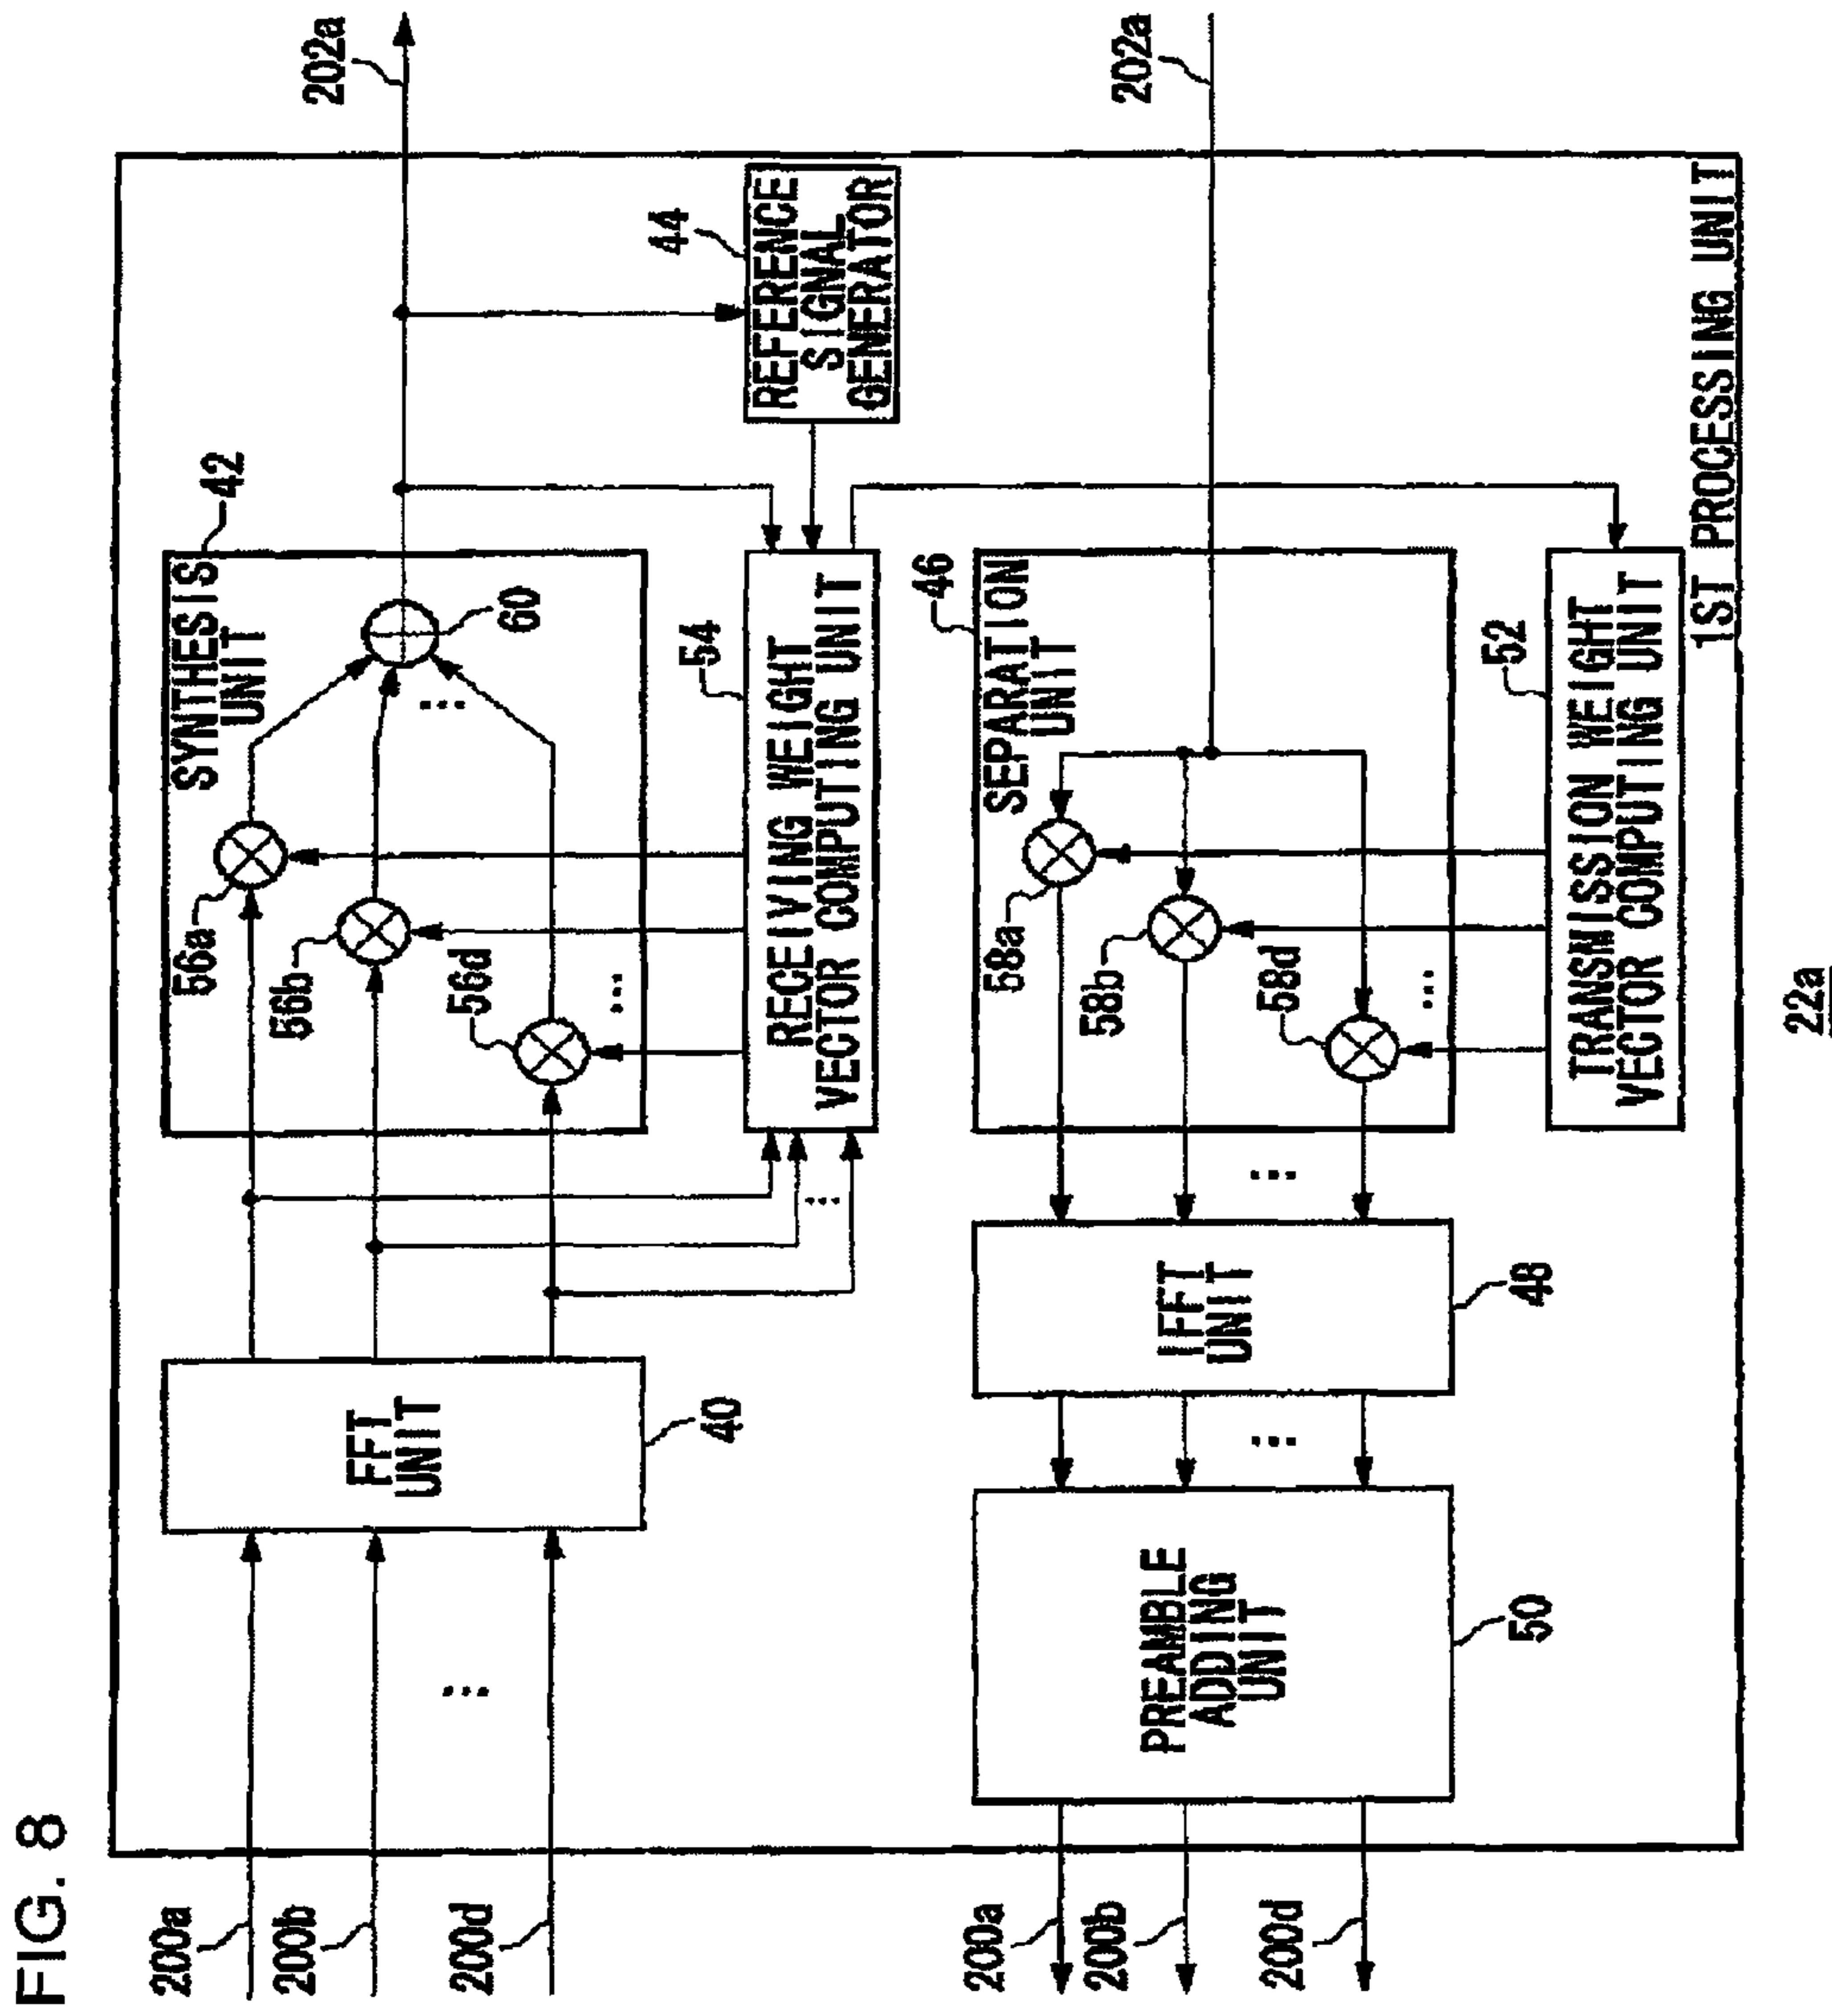 FIG. 8
200a
200b
200d
FFT
UNIT
40
SYNTHESIS
UNIT
42
56a
56b
56d
...
60
...
...
...
202a
RECEIVING WEIGHT
VECTOR COMPUTING UNIT
54
REFERENCE
SIGNAL
GENERATOR
44
200a
200b
200d
PREAMBLE
ADDING
UNIT
50
...
IFFT
UNIT
48
...
SEPARATION
UNIT
46
58a
58b
58d
...
202a
TRANSMISSION WEIGHT
VECTOR COMPUTING UNIT
52
1ST PROCESSING UNIT
22a